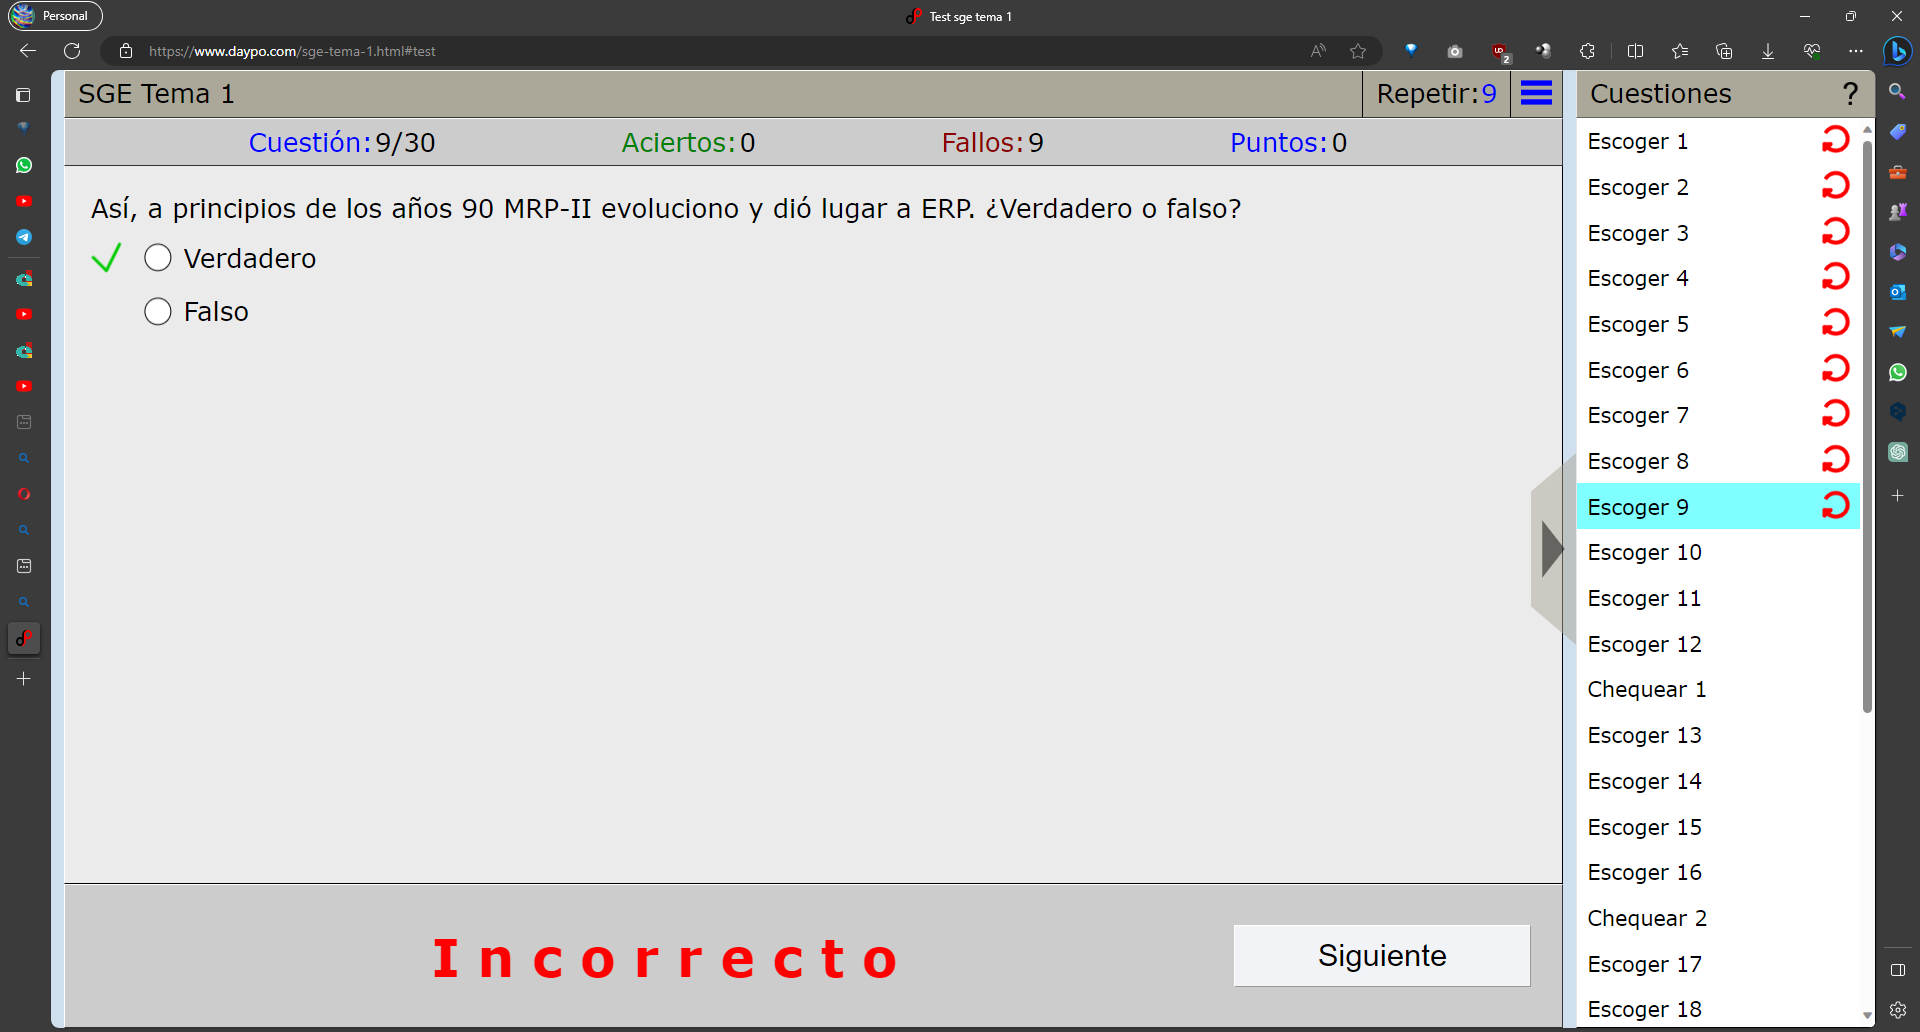 Personal
Test sge tema 1
https://www.daypo.com/sge-tema-1.html#test
2
SGE Tema 1
Repetir:9
Cuestiones
?
Cuestión:9/30
Aciertos:0
Fallos:9
Puntos:0
Así, a principios de los años 90 MRP-II evoluciono y dió lugar a ERP. ¿Verdadero o falso?
Verdadero
Falso
Incorrecto
Siguiente
Escoger 1
Escoger 2
Escoger 3
Escoger 4
Escoger 5
Escoger 6
Escoger 7
Escoger 8
Escoger 9
Escoger 10
Escoger 11
Escoger 12
Chequear 1
Escoger 13
Escoger 14
Escoger 15
Escoger 16
Chequear 2
Escoger 17
Escoger 18